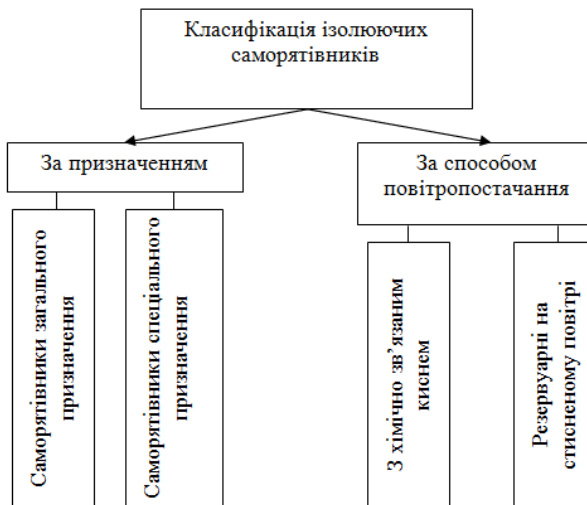 Класифікація ізолюючих
саморятівників
За призначенням
За способом
повітропостачання
Саморятівники загального
призначення
Саморятівники спеціального
призначення
З хімічно зв’язаним
киснем
Резервуарні на
стисненому повітрі